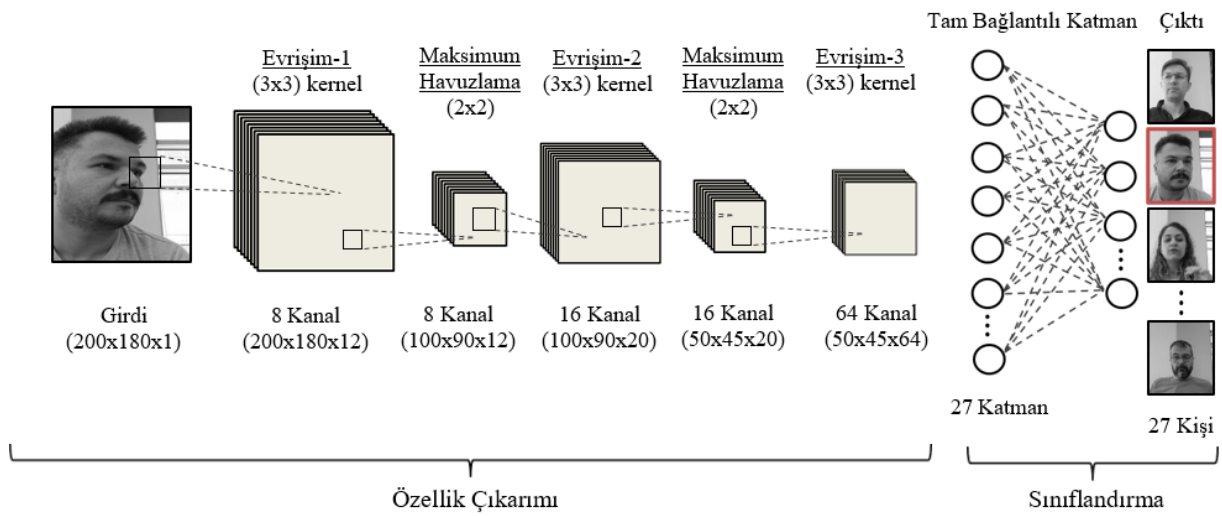 Tam Bağlantılı Katman
Çıktı
Evrişim-1
(3x3) kernel
Maksimum
Havuzlama
(2x2)
Evrişim-2
(3x3) kernel
Maksimum
Havuzlama
(2x2)
Evrişim-3
(3x3) kernel
Girdi
(200x180x1)
8 Kanal
(200x180x12)
8 Kanal
(100x90x12)
16 Kanal
(100x90x20)
16 Kanal
(50x45x20)
64 Kanal
(50x45x64)
27 Katman
27 Kişi
Özellik Çıkarımı
Sınıflandırma